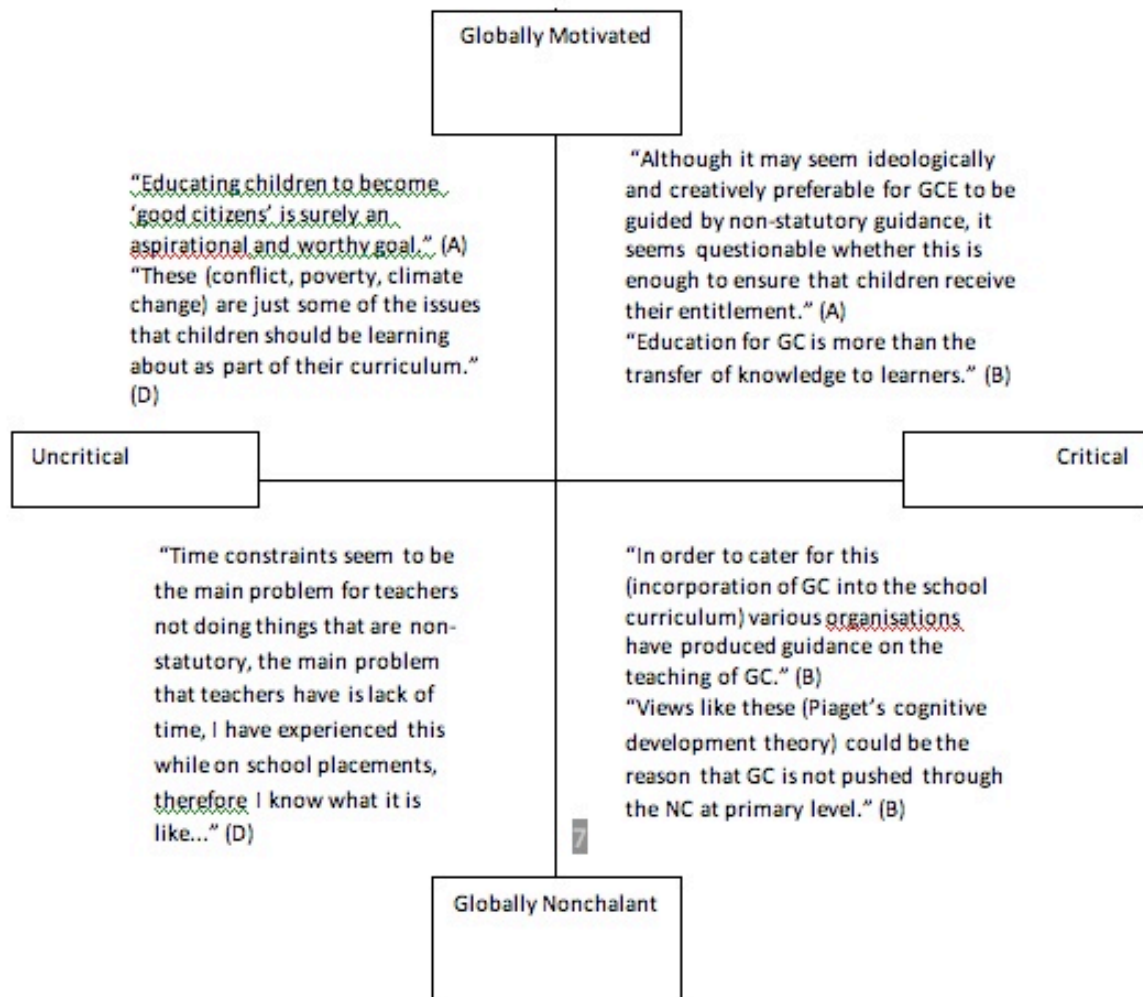 Globally Motivated
“Educating children to become
‘good citizens’ is surely an
aspirational and worthy goal.” (A)
“These (conflict, poverty, climate
change) are just some of the issues
that children should be learning
about as part of their curriculum.”
(D)
“Although it may seem ideologically
and creatively preferable for GCE to be
guided by non-statutory guidance, it
seems questionable whether this is
enough to ensure that children receive
their entitlement.” (A)
“Education for GC is more than the
transfer of knowledge to learners.” (B)
Uncritical
Critical
“Time constraints seem to be
the main problem for teachers
not doing things that are non-
statutory, the main problem
that teachers have is lack of
time, I have experienced this
while on school placements,
therefore I know what it is
like...” (D)
“In order to cater for this
(incorporation of GC into the school
curriculum) various organisations
have produced guidance on the
teaching of GC.” (B)
“Views like these (Piaget’s cognitive
development theory) could be the
reason that GC is not pushed through
the NC at primary level.” (B)
7
Globally Nonchalant